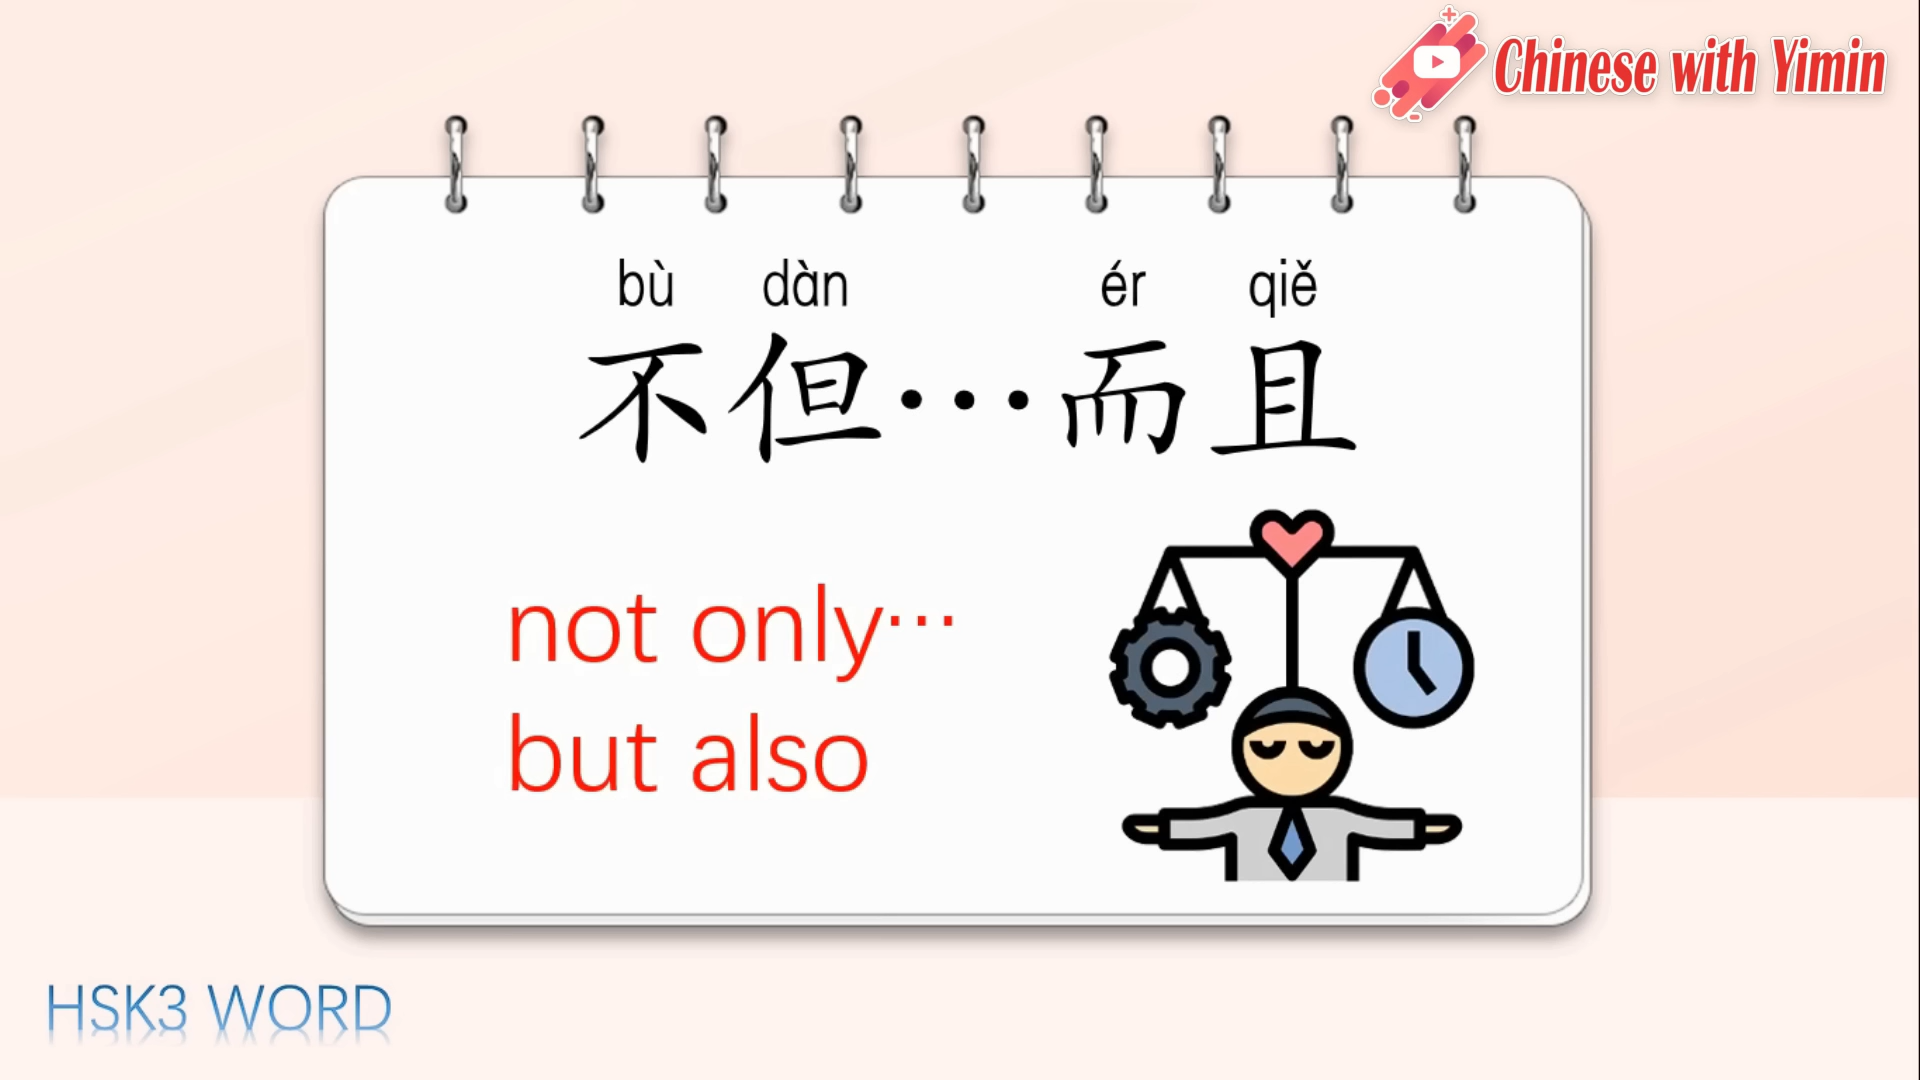 Chinese with Yimin
bù dàn ér qiě
不但…而且
not only…
but also
HSK3 WORD